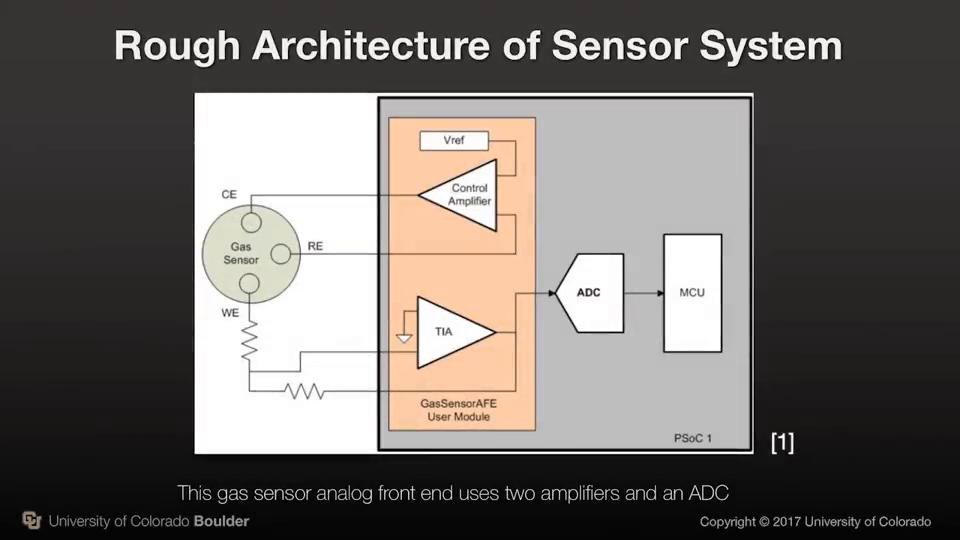 Rough Architecture of Sensor System
Vref
Control
Amplifier
CE
Gas
Sensor
RE
WE
TIA
ADC
MCU
GasSensorAFE
User Module
PSoC 1
[1]
This gas sensor analog front end uses two amplifiers and an ADC
University of Colorado Boulder
Copyright © 2017 University of Colorado